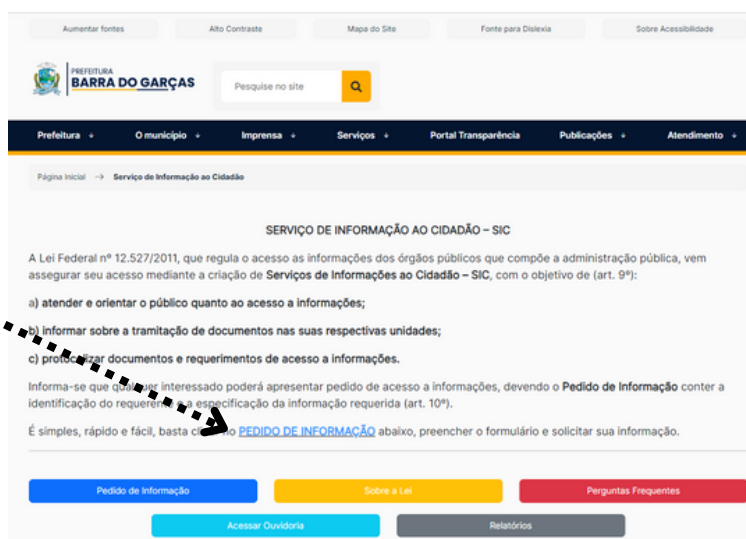 Aumentar fontes Alto Contraste Mapa do Site Fonte para Dislexia Sobre Acessibilidade
PREFEITURA
BARRA DO GARÇAS
Pesquise no site
Prefeitura O município Imprensa Serviços Portal Transparência Publicações Atendimento
Página Inicial → Serviço de Informação ao Cidadão
SERVIÇO DE INFORMAÇÃO AO CIDADÃO – SIC
A Lei Federal nº 12.527/2011, que regula o acesso as informações dos órgãos públicos que compõe a administração pública, vem
assegurar seu acesso mediante a criação de Serviços de Informações ao Cidadão – SIC, com o objetivo de (art. 9º):
a) atender e orientar o público quanto ao acesso a informações;
b) informar sobre a tramitação de documentos nas suas respectivas unidades;
c) protocolizar documentos e requerimentos de acesso a informações.
Informa-se que qualquer interessado poderá apresentar pedido de acesso a informações, devendo o Pedido de Informação conter a
identificação do requerente e a especificação da informação requerida (art. 10º).
É simples, rápido e fácil, basta no PEDIDO DE INFORMAÇÃO abaixo, preencher o formulário e solicitar sua informação.
Pedido de Informação Sobre a Lei Perguntas Frequentes
Acessar Ouvidoria Relatórios